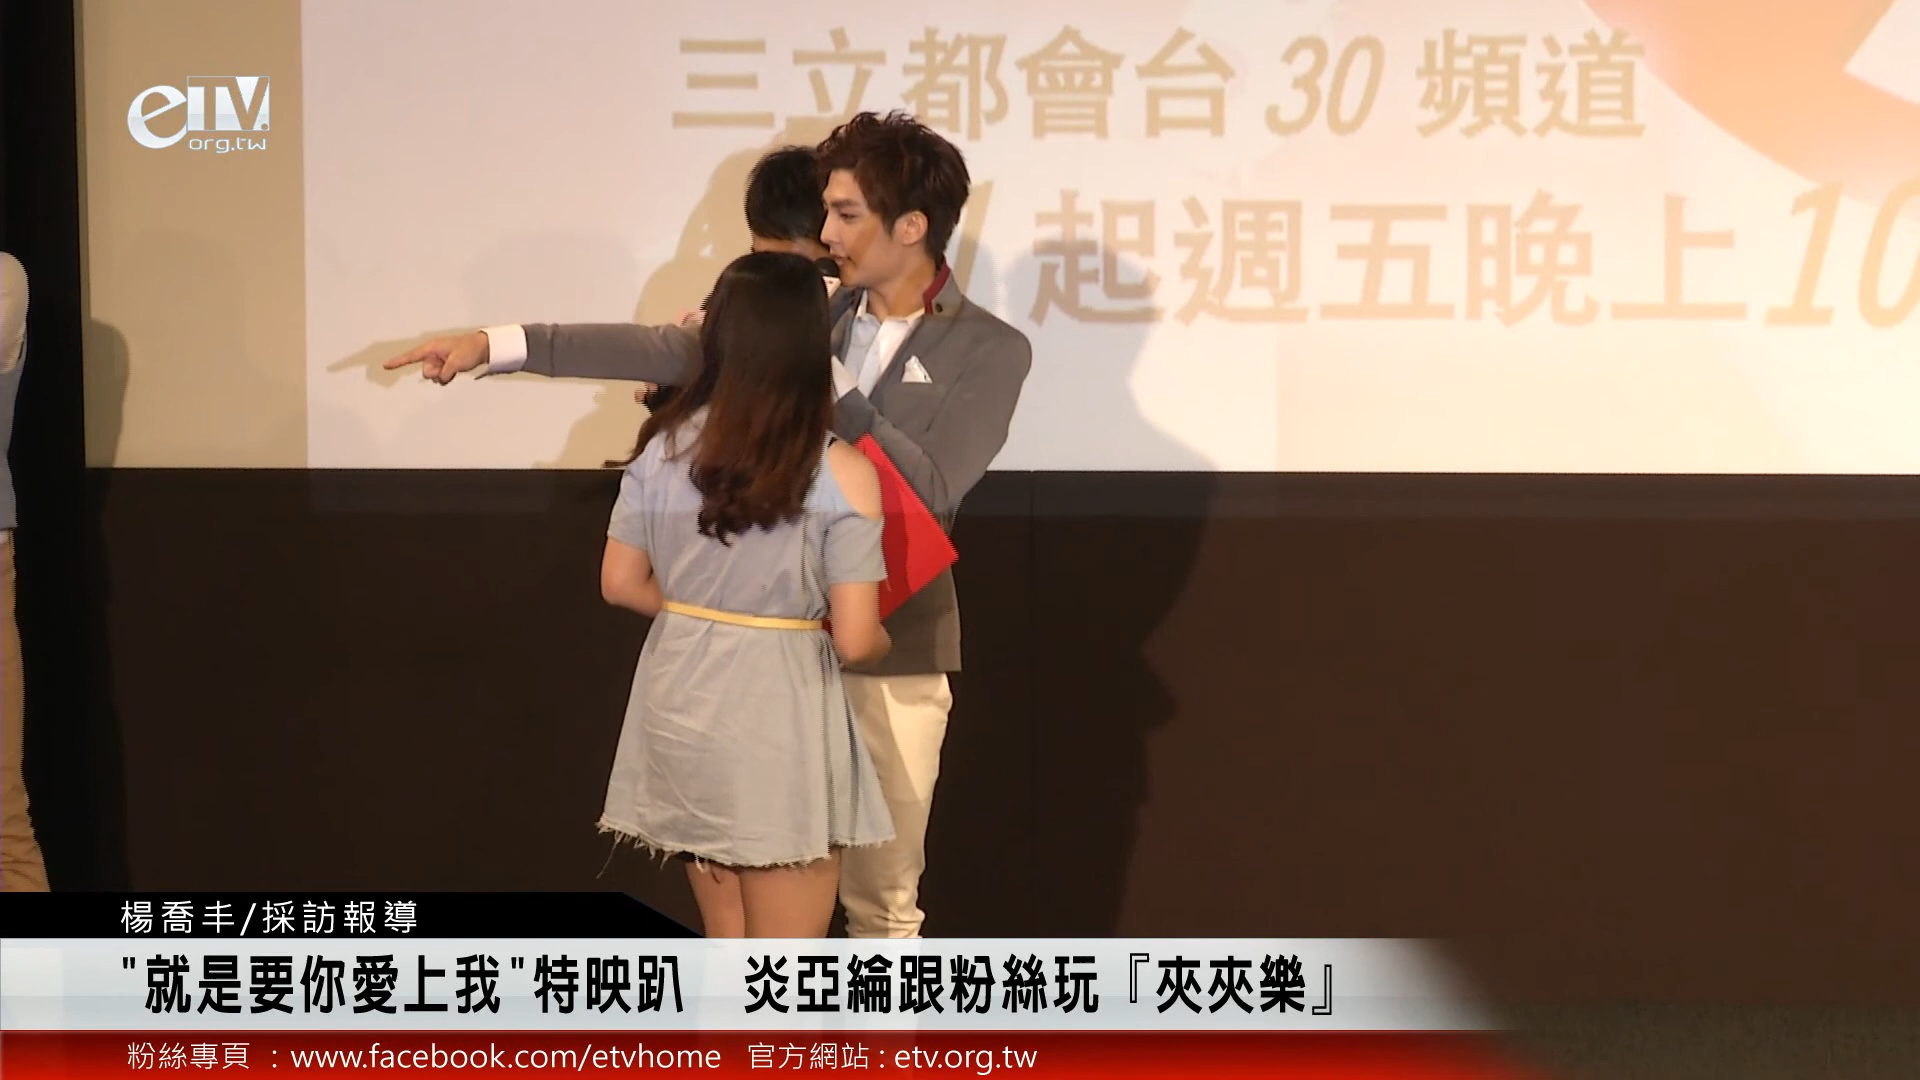 三立都會台 30 頻道
eTV
org.tw
起週五晚上10
楊喬丰/採訪報導
"就是要你愛上我"特映趴 炎亞綸跟粉絲玩『夾夾樂』
粉絲專頁 : www.facebook.com/etvhome 官方網站 : etv.org.tw